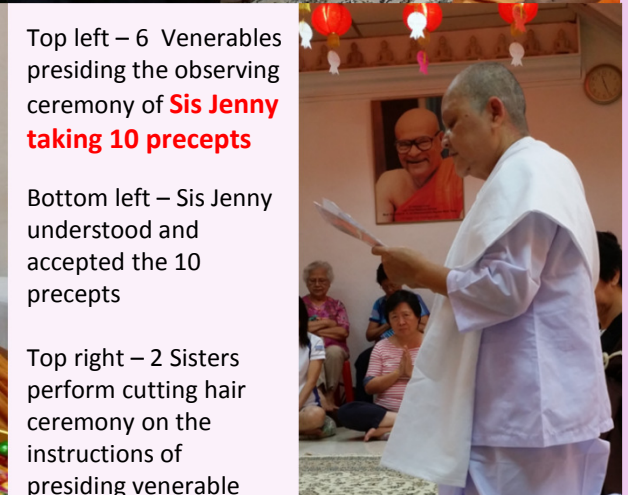 Top left – 6  Venerables
presiding the observing
ceremony of Sis Jenny
taking 10 precepts
Bottom left – Sis Jenny
understood and
accepted the 10
precepts
Top right – 2 Sisters
perform cutting hair
ceremony on the
instructions of
presiding venerable